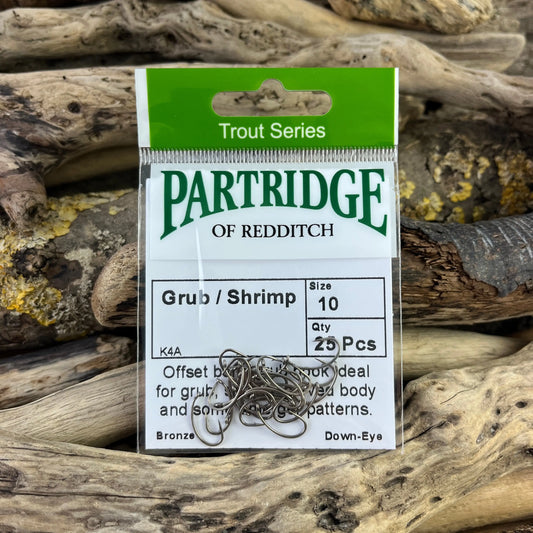 Trout Series
PARTRIDGE
OF REDDITCH
Grub / Shrimp
Size
10
Qty
25 Pcs
K4A
Offset ideal
for grub, body
and patterns.
Bronze
Down-Eye